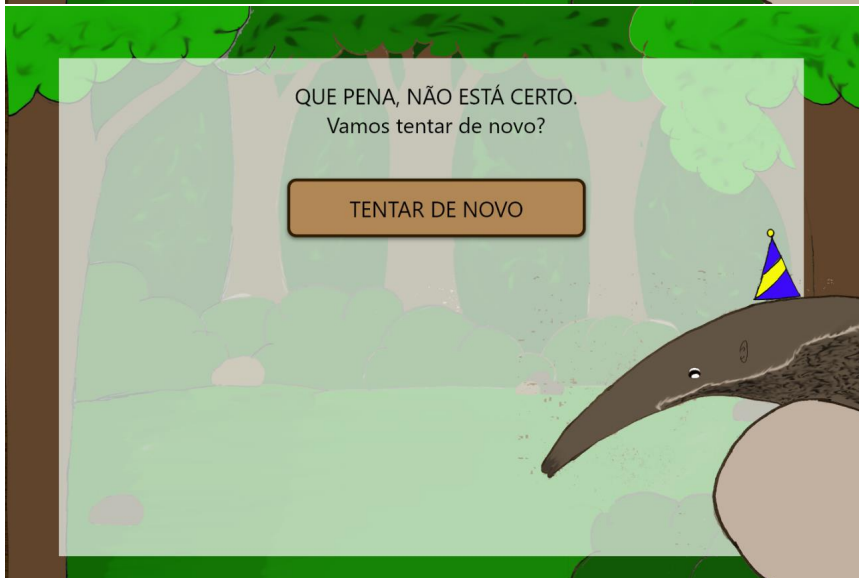 QUE PENA, NÃO ESTÁ CERTO.
Vamos tentar de novo?
TENTAR DE NOVO